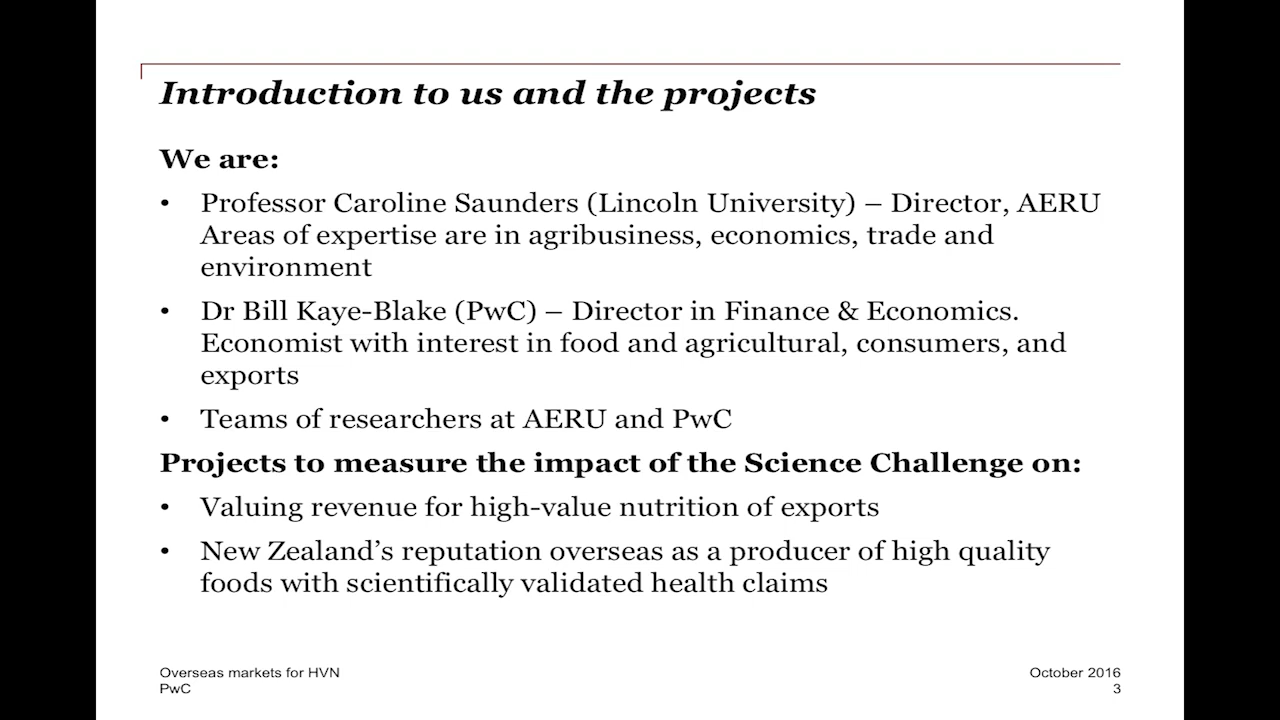 Introduction to us and the projects
We are:
• Professor Caroline Saunders (Lincoln University) – Director, AERU
Areas of expertise are in agribusiness, economics, trade and
environment
• Dr Bill Kaye-Blake (PwC) – Director in Finance & Economics.
Economist with interest in food and agricultural, consumers, and
exports
• Teams of researchers at AERU and PwC
Projects to measure the impact of the Science Challenge on:
• Valuing revenue for high-value nutrition of exports
• New Zealand’s reputation overseas as a producer of high quality
foods with scientifically validated health claims
Overseas markets for HVN
PwC
October 2016
3